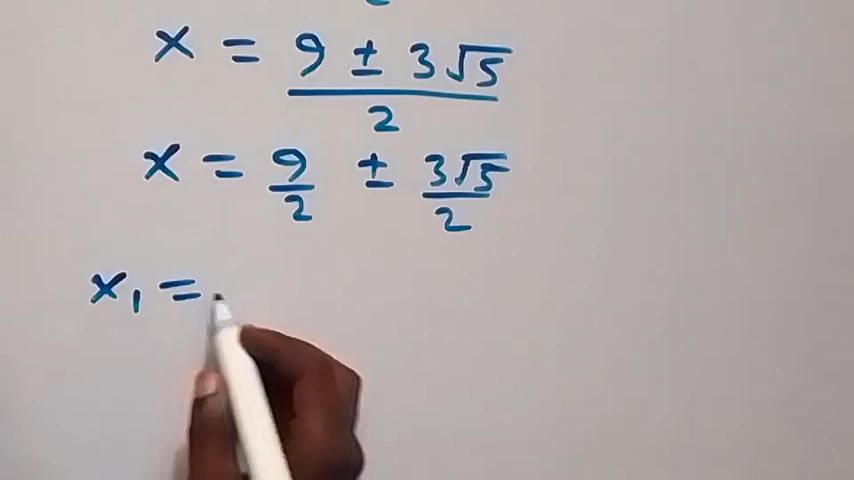 x = 9 ± 3√5 / 2
x = 9/2 ± 3√5/2
x₁ =